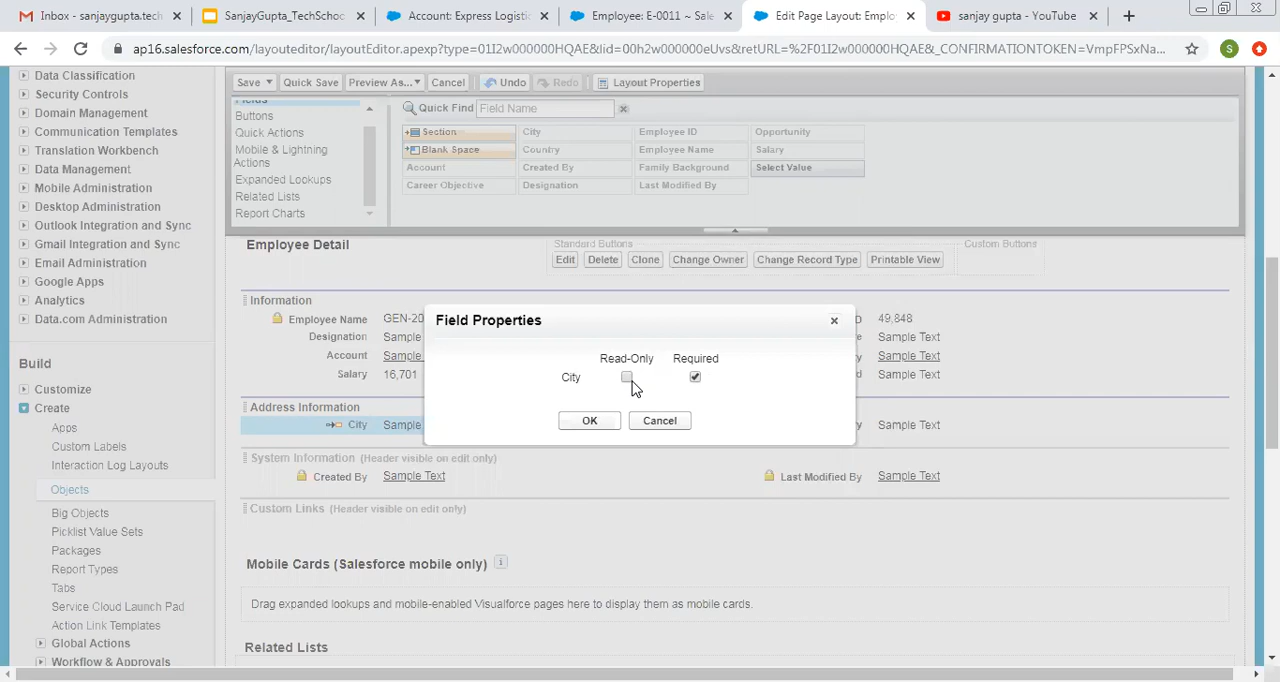 Inbox - sanjaygupta.tech
SanjayGupta_TechSchoo
Account: Express Logisti
Employee: E-0011 ~ Sale
Edit Page Layout: Emplo
sanjay gupta - YouTube
ap16.salesforce.com/layouteditor/layoutEditor.apexp?type=01I2w000000HQAE&lid=00h2w000000eUvs&retURL=%2F01I2w000000HQAE&_CONFIRMATIONTOKEN=VmpFPSxNa...
S
Data Classification
Security Controls
Domain Management
Communication Templates
Translation Workbench
Data Management
Mobile Administration
Desktop Administration
Outlook Integration and Sync
Gmail Integration and Sync
Email Administration
Google Apps
Analytics
Data.com Administration
Build
Customize
Create
Apps
Custom Labels
Interaction Log Layouts
Objects
Big Objects
Picklist Value Sets
Packages
Report Types
Tabs
Service Cloud Launch Pad
Action Link Templates
Global Actions
Workflow & Approvals
Save
Quick Save
Preview As...
Cancel
Undo
Redo
Layout Properties
Fields
Buttons
Quick Actions
Mobile & Lightning
Actions
Expanded Lookups
Related Lists
Report Charts
Quick Find
Field Name
Section
City
Employee ID
Opportunity
Blank Space
Country
Employee Name
Salary
Account
Created By
Family Background
Select Value
Career Objective
Designation
Last Modified By
Employee Detail
Standard Buttons
Edit
Delete
Clone
Change Owner
Change Record Type
Printable View
Custom Buttons
Information
Employee Name GEN-20
49,848
Designation Sample
Sample Text
Account Sample
Sample Text
Salary 16,701
Sample Text
Address Information
City Sample
Sample Text
System Information (Header visible on edit only)
Created By Sample Text
Last Modified By Sample Text
Custom Links (Header visible on edit only)
Mobile Cards (Salesforce mobile only)
i
Drag expanded lookups and mobile-enabled Visualforce pages here to display them as mobile cards.
Related Lists
Field Properties
Read-Only
Required
City
OK
Cancel